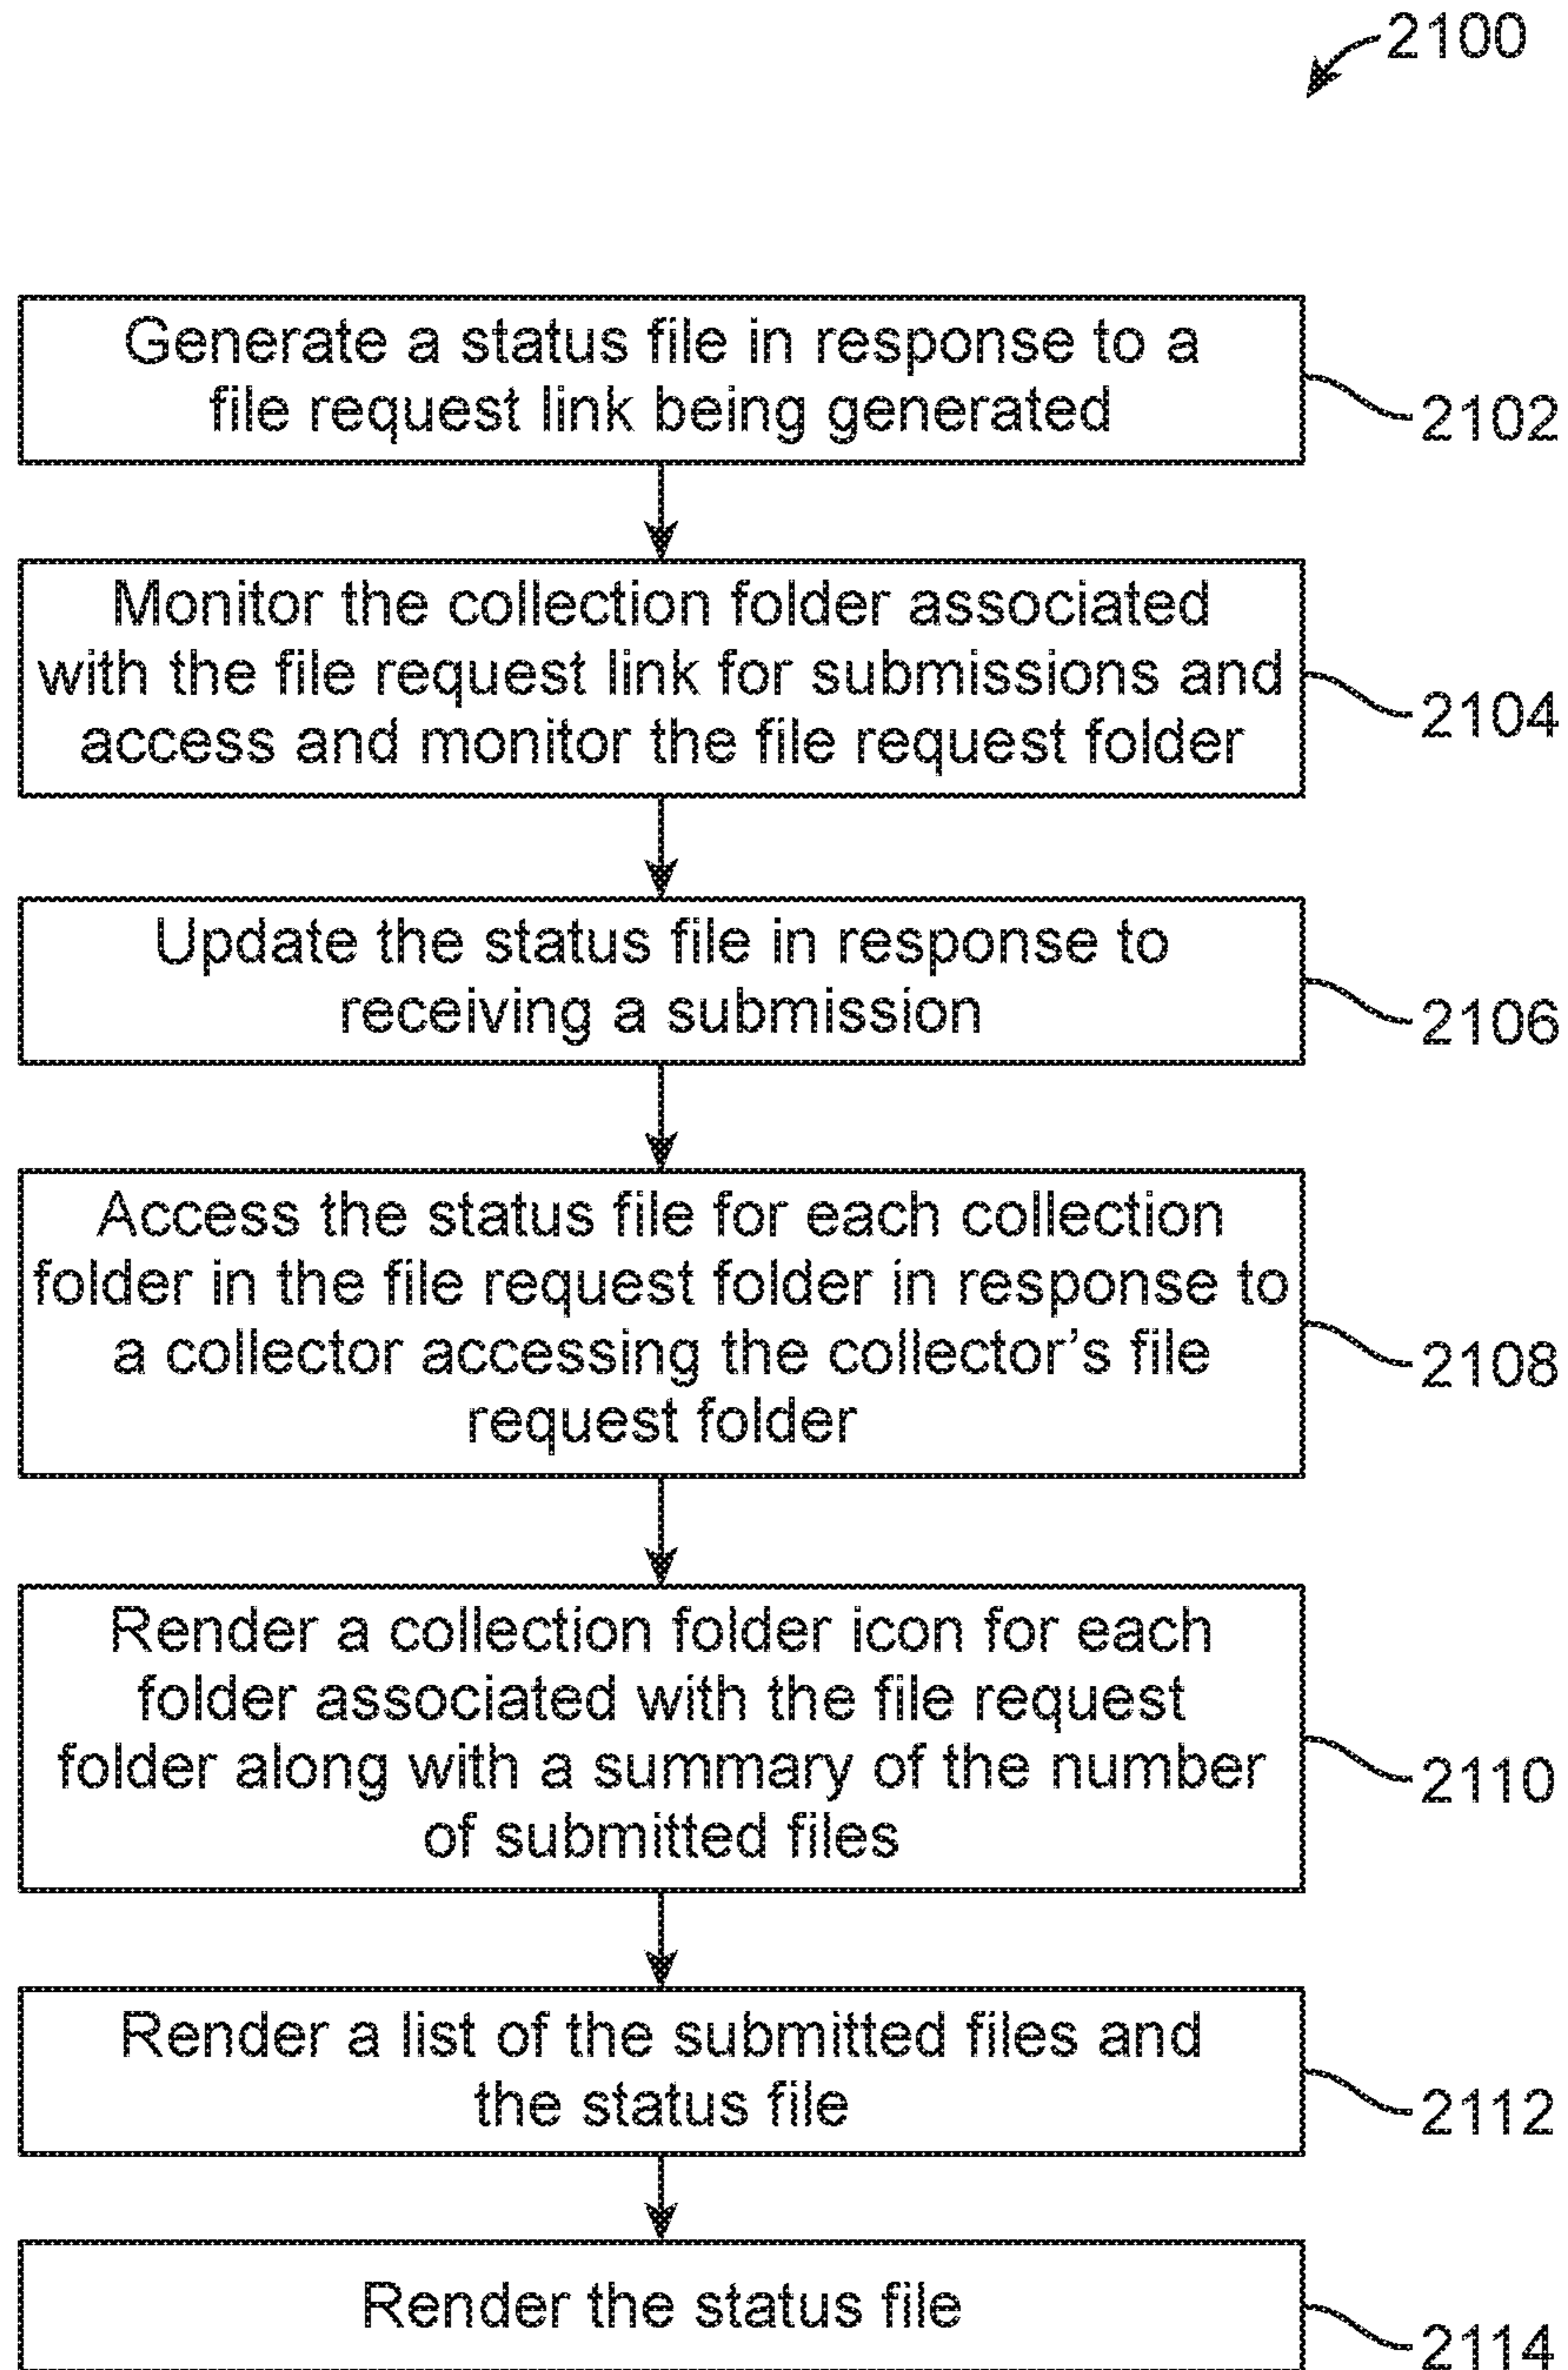 2100
Generate a status file in response to a
file request link being generated
2102
Monitor the collection folder associated
with the file request link for submissions and
access and monitor the file request folder
2104
Update the status file in response to
receiving a submission
2106
Access the status file for each collection
folder in the file request folder in response to
a collector accessing the collector's file
request folder
2108
Render a collection folder icon for each
folder associated with the file request
folder along with a summary of the number
of submitted files
2110
Render a list of the submitted files and
the status file
2112
Render the status file
2114